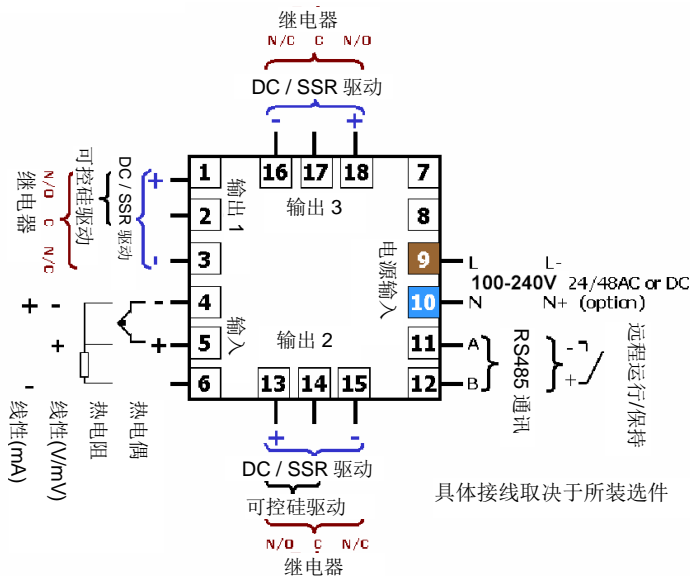 继电器
N/C C N/O
DC / SSR 驱动
- +
16 17 18
输出 3
继电器
N/O C N/C
可控硅驱动
DC / SSR 驱动
+
-
1
2
3
输出 1
7
8
9
10
电源输入
L L-
100-240V 24/48AC or DC
N N+ (option)
+ - -
+ +
-
4
5
6
输入
线性(mA)
线性(V/mV)
热电阻
热电偶
输出 2
11 A
12 B
RS485 通讯
-
+
远程运行/保持
13 14 15
+ -
DC / SSR 驱动
可控硅驱动
N/O C N/C
继电器
具体接线取决于所装选件